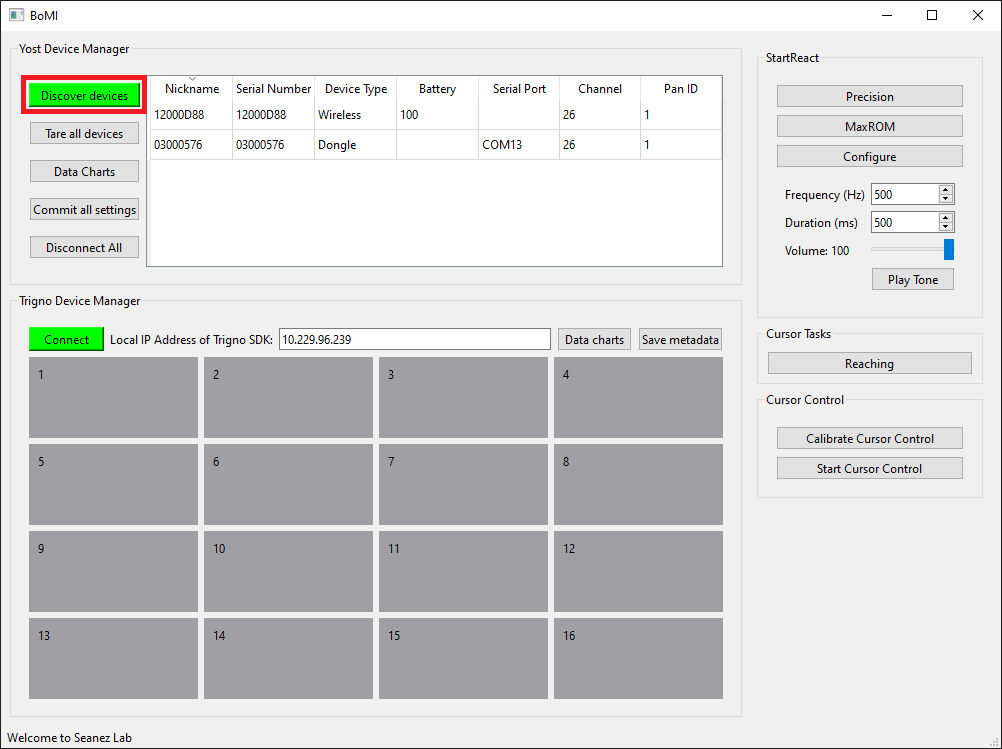 BoMI
Yost Device Manager
Discover devices
Tare all devices
Data Charts
Commit all settings
Disconnect All
Nickname Serial Number Device Type Battery Serial Port Channel Pan ID
12000D88 12000D88 Wireless 100 26 1
03000576 03000576 Dongle COM13 26 1
StartReact
Precision
MaxROM
Configure
Frequency (Hz) 500
Duration (ms) 500
Volume: 100
Play Tone
Trigno Device Manager
Connect Local IP Address of Trigno SDK: 10.229.96.239 Data charts Save metadata
1 2 3 4
5 6 7 8
9 10 11 12
13 14 15 16
Cursor Tasks
Reaching
Cursor Control
Calibrate Cursor Control
Start Cursor Control
Welcome to Seanez Lab